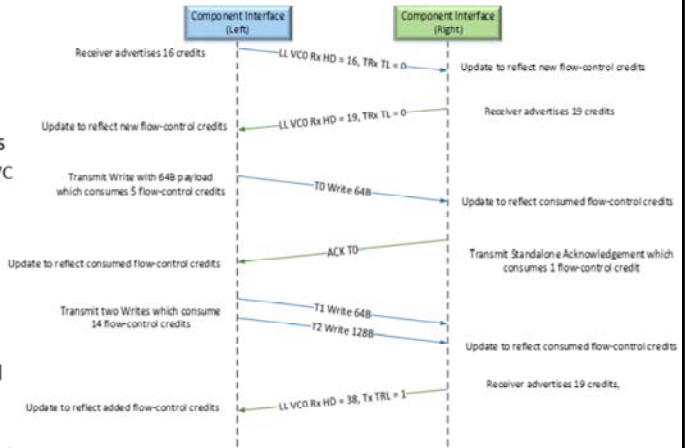 Component Interface
(Left)
Component Interface
(Right)
Receiver advertises 16 credits
LL VC0 Rx HD = 16, TRx TL = 0
Update to reflect new flow-control credits
Receiver advertises 19 credits
LL VC0 Rx HD = 19, TRx TL = 0
Update to reflect new flow-control credits
s
VC
Transmit Write with 64B payload
which consumes 5 flow-control credits
T0 Write 64B
Update to reflect consumed flow-control credits
ACK T0
Transmit Standalone Acknowledgement which
consumes 1 flow-control credit
Update to reflect consumed flow-control credits
Transmit two Writes which consume
14 flow-control credits
T1 Write 64B
T2 Write 128B
Update to reflect consumed flow-control credits
Receiver advertises 19 credits,
LL VC0 Rx HD = 38, Tx TRL = 1
Update to reflect added flow-control credits